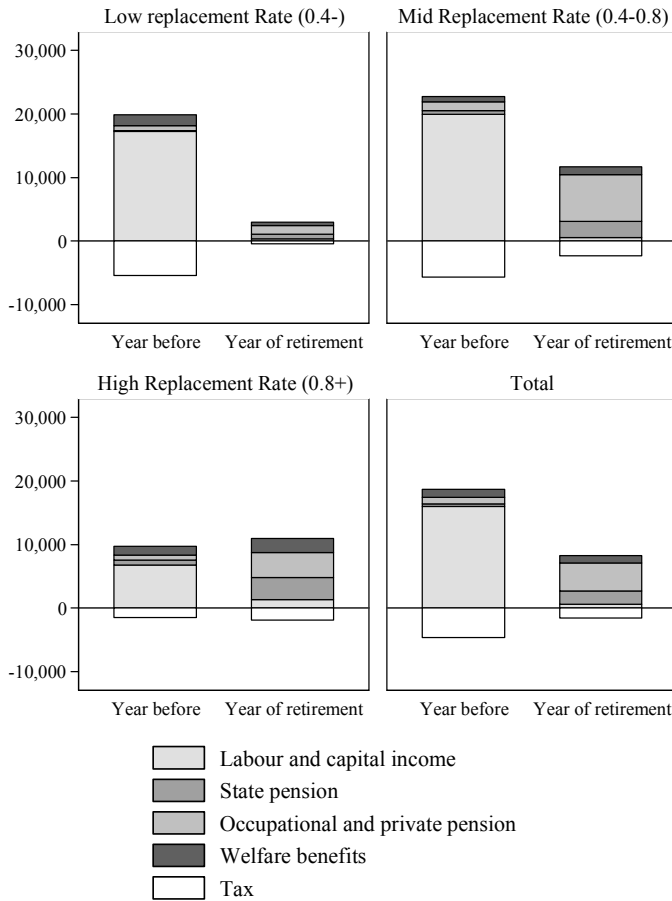 Low replacement Rate (0.4-)
Mid Replacement Rate (0.4-0.8)
30,000
20,000
10,000
0
-10,000
Year before
Year of retirement
Year before
Year of retirement
High Replacement Rate (0.8+)
Total
30,000
20,000
10,000
0
-10,000
Year before
Year of retirement
Year before
Year of retirement
Labour and capital income
State pension
Occupational and private pension
Welfare benefits
Tax